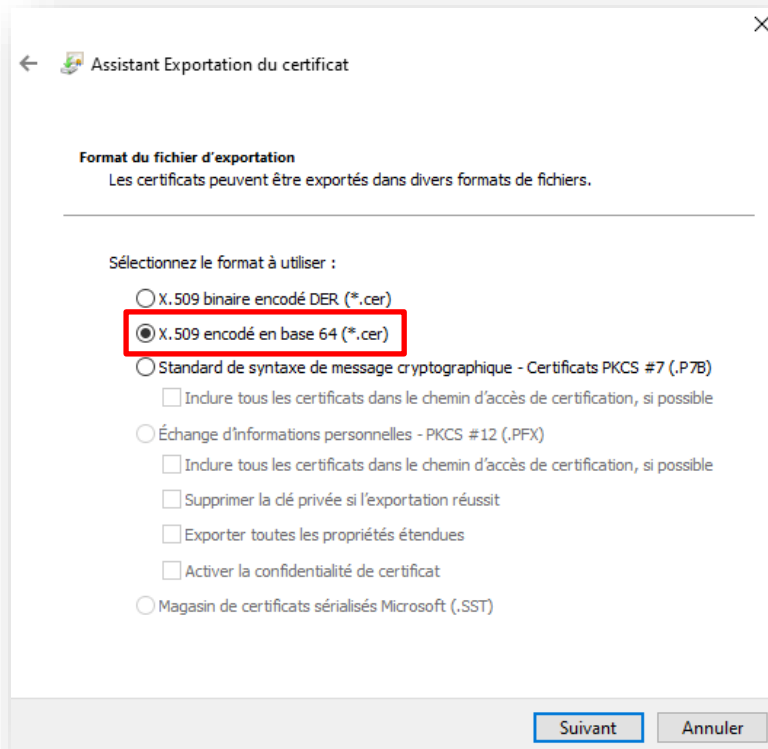 Assistant Exportation du certificat
Format du fichier d'exportation
Les certificats peuvent être exportés dans divers formats de fichiers.
Sélectionnez le format à utiliser :
X.509 binaire encodé DER (*.cer)
X.509 encodé en base 64 (*.cer)
Standard de syntaxe de message cryptographique - Certificats PKCS #7 (.P7B)
Inclure tous les certificats dans le chemin d'accès de certification, si possible
Échange d'informations personnelles - PKCS #12 (.PFX)
Inclure tous les certificats dans le chemin d'accès de certification, si possible
Supprimer la clé privée si l'exportation réussit
Exporter toutes les propriétés étendues
Activer la confidentialité de certificat
Magasin de certificats sérialisés Microsoft (.SST)
Suivant Annuler